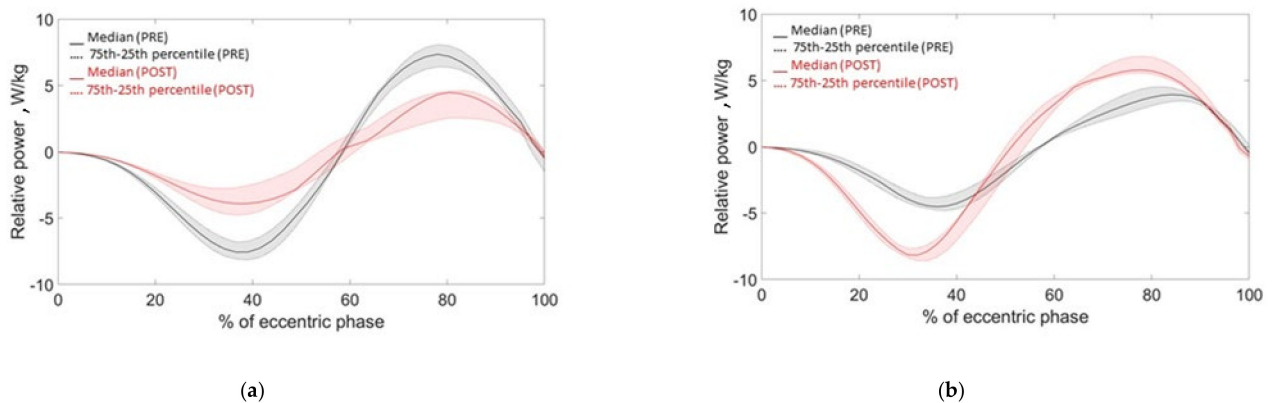 10
Median (PRE)
75th-25th percentile (PRE)
Median (POST)
75th-25th percentile (POST)
5
0
-5
-10
Relative power , W/kg
0 20 40 60 80 100
% of eccentric phase
(a)
10
Median (PRE)
75th-25th percentile (PRE)
Median (POST)
75th-25th percentile (POST)
5
0
-5
-10
Relative power , W/kg
0 20 40 60 80 100
% of eccentric phase
(b)